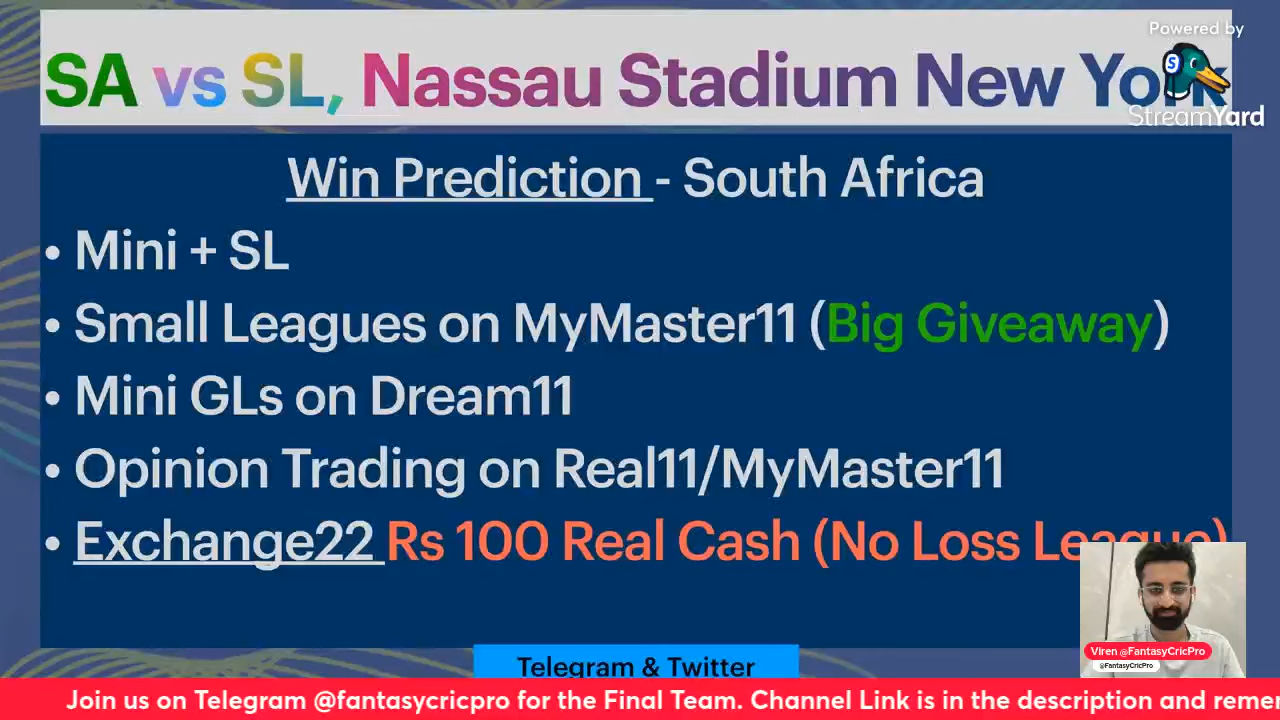 Powered by
StreamYard
SA vs SL, Nassau Stadium New York
Win Prediction - South Africa
• Mini + SL
• Small Leagues on MyMaster11 (Big Giveaway)
• Mini GLs on Dream11
• Opinion Trading on Real11/MyMaster11
• Exchange22 Rs 100 Real Cash (No Loss League)
Viren @FantasyCricPro
@FantasyCricPro
Telegram & Twitter
Join us on Telegram @fantasycricpro for the Final Team. Channel Link is in the description and